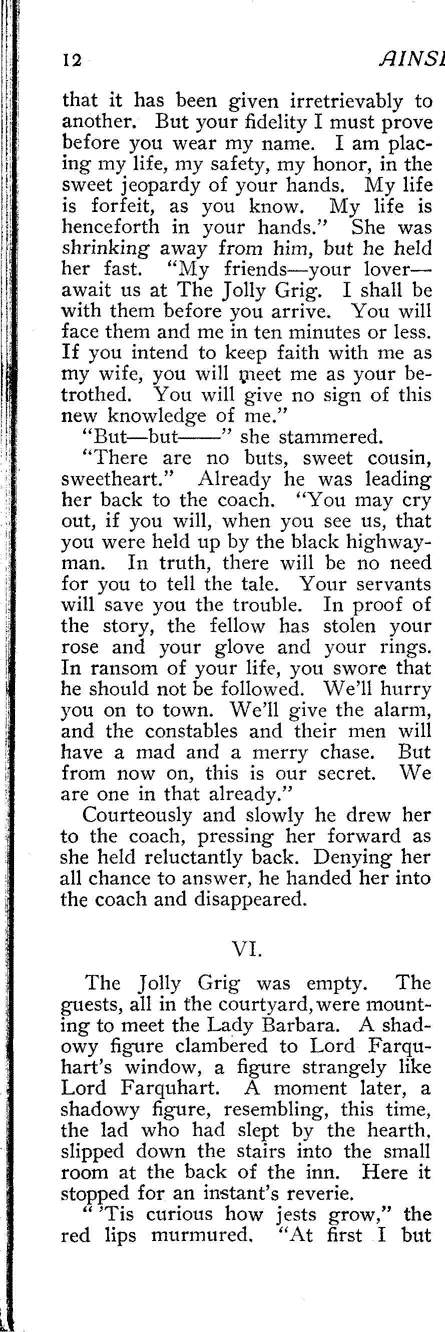 12 AINSL
that it has been given irretrievably to
another. But your fidelity I must prove
before you wear my name. I am plac-
ing my life, my safety, my honor, in the
sweet jeopardy of your hands. My life
is forfeit, as you know. My life is
henceforth in your hands.” She was
shrinking away from him, but he held
her fast. “My friends—your lover—
await us at The Jolly Grig. I shall be
with them before you arrive. You will
face them and me in ten minutes or less.
If you intend to keep faith with me as
my wife, you will meet me as your be-
trothed. You will give no sign of this
new knowledge of me.”
“But—but——” she stammered.
“There are no buts, sweet cousin,
sweetheart.” Already he was leading
her back to the coach. “You may cry
out, if you will, when you see us, that
you were held up by the black highway-
man. In truth, there will be no need
for you to tell the tale. Your servants
will save you the trouble. In proof of
the story, the fellow has stolen your
rose and your glove and your rings.
In ransom of your life, you swore that
he should not be followed. We’ll hurry
you on to town. We’ll give the alarm,
and the constables and their men will
have a mad and a merry chase. But
from now on, this is our secret. We
are one in that already.”
Courteously and slowly he drew her
to the coach, pressing her forward as
she held reluctantly back. Denying her
all chance to answer, he handed her into
the coach and disappeared.
VI.
The Jolly Grig was empty. The
guests, all in the courtyard, were mount-
ing to meet the Lady Barbara. A shad-
owy figure clambered to Lord Farqu-
hart’s window, a figure strangely like
Lord Farquhart. A moment later, a
shadowy figure, resembling, this time,
the lad who had slept by the hearth,
slipped down the stairs into the small
room at the back of the inn. Here it
stopped for an instant’s reverie.
“ ’Tis curious how jests grow,” the
red lips murmured. “At first I but